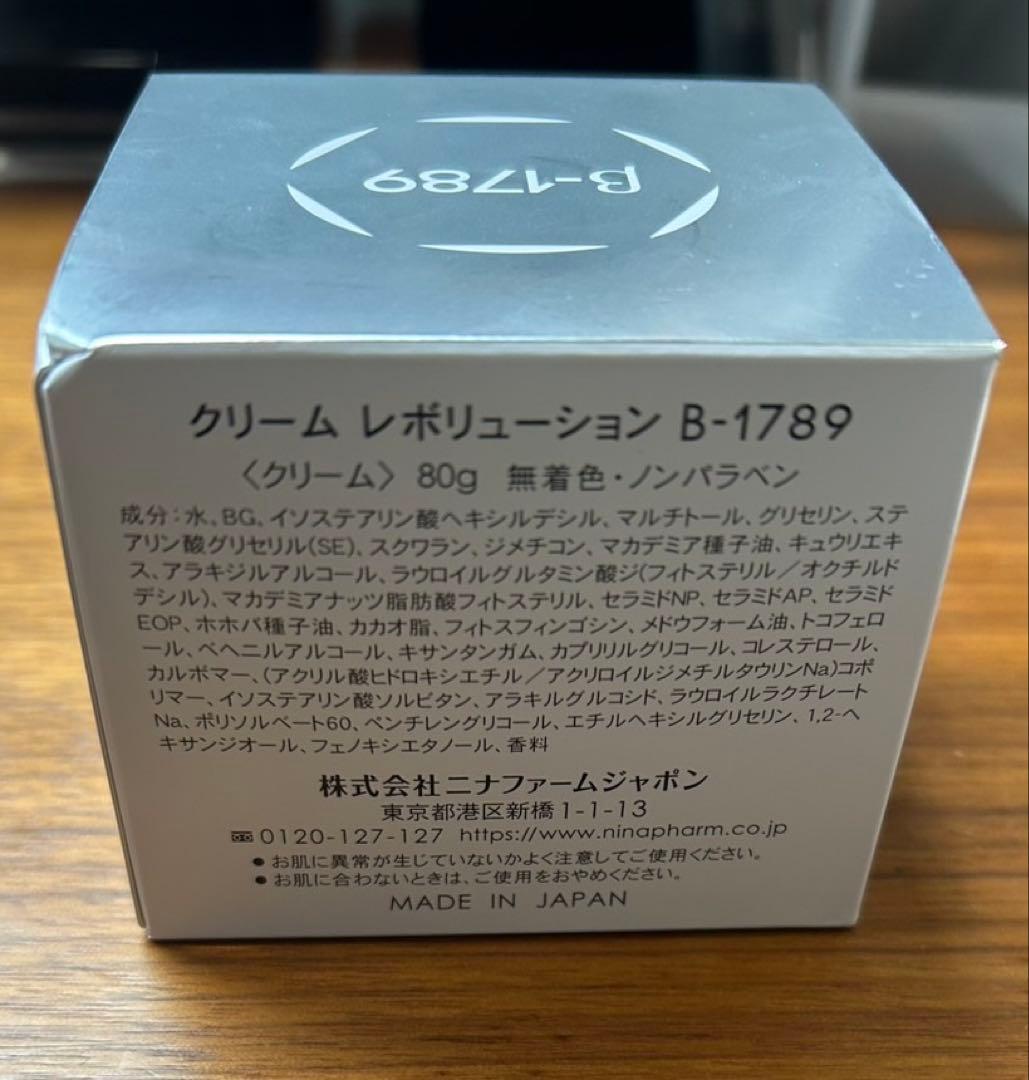 β-1789
クリーム レボリューション B-1789
〈クリーム〉 80g 無着色・ノンパラベン
成分：水、BG、イソステアリン酸ヘキシルデシル、マルチトール、グリセリン、ステ
アリン酸グリセリル(SE)、スクワラン、ジメチコン、マカデミア種子油、キュウリエキ
ス、アラキジルアルコール、ラウロイルグルタミン酸ジ(フィトステリル／オクチルド
デシル)、マカデミアナッツ脂肪酸フィトステリル、セラミドNP、セラミドAP、セラミド
EOP、ホホバ種子油、カカオ脂、フィトスフィンゴシン、メドウフォーム油、トコフェロ
ール、ベヘニルアルコール、キサンタンガム、カプリリルグリコール、コレステロール、
カルボマー、(アクリル酸ヒドロキシエチル／アクリロイルジメチルタウリンNa)コポ
リマー、イソステアリン酸ソルビタン、アラキルグルコシド、ラウロイルラクチレート
Na、ポリソルベート60、ペンチレングリコール、エチルヘキシルグリセリン、1,2-ヘ
キサンジオール、フェノキシエタノール、香料
株式会社ニナファームジャポン
東京都港区新橋1-1-13
0120-127-127 https://www.ninapharm.co.jp
●お肌に異常が生じていないかよく注意してご使用ください。
●お肌に合わないときは、ご使用をおやめください。
MADE IN JAPAN